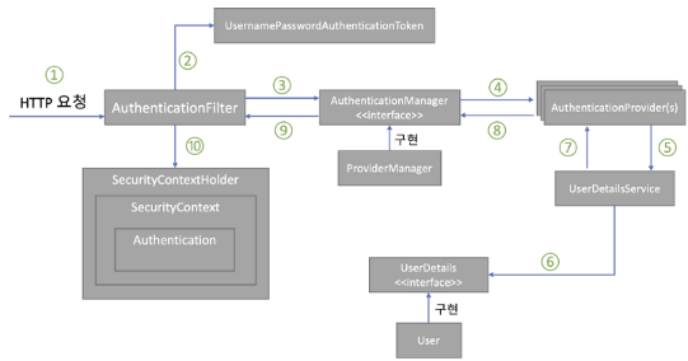 UsernamePasswordAuthenticationToken
①
②
HTTP 요청
③
④
AuthenticationFilter
AuthenticationManager
<<interface>>
AuthenticationProvider(s)
⑨
⑧
⑩
구현
⑦
⑤
ProviderManager
SecurityContextHolder
SecurityContext
Authentication
UserDetailsService
⑥
UserDetails
<<interface>>
구현
User